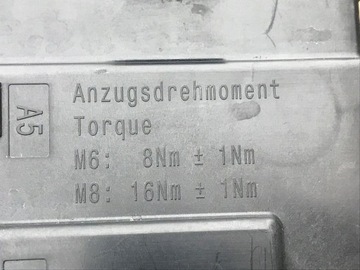 A5
Anzugsdrehmoment
Torque
M6: 8Nm ± 1Nm
M8: 16Nm ± 1Nm